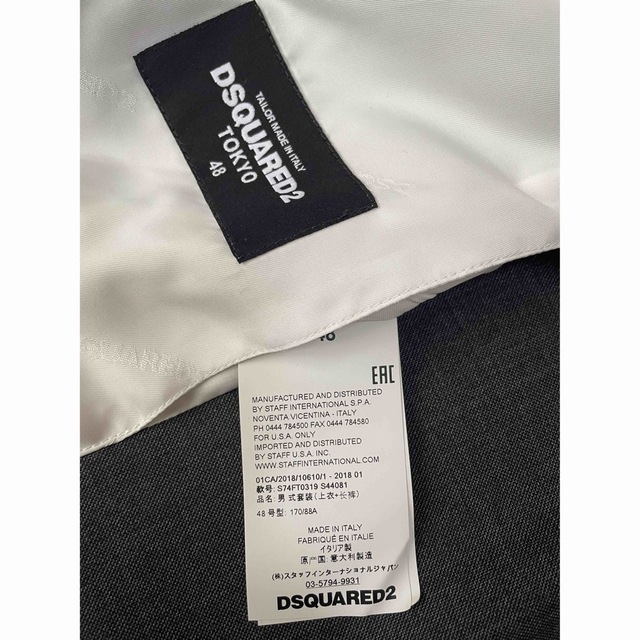 TAILOR MADE IN ITALY
DSQUARED2
TOKYO
48
48
EAC
MANUFACTURED AND DISTRIBUTED
BY STAFF INTERNATIONAL S.P.A.
NOVENTA VICENTINA - ITALY
PH 0444 784500 FAX 0444 784580
FOR U.S.A. ONLY
IMPORTED AND DISTRIBUTED
BY STAFF U.S.A. INC.
WWW.STAFFINTERNATIONAL.COM
01CA/2018/10610/1 - 2018 01
款号: S74FT0319 S44081
品名: 男式套装(上衣+长裤)
48 号型: 170/88A
MADE IN ITALY
FABRIQUÉ EN ITALIE
イタリア製
原产国: 意大利製造
(株)スタッフインターナショナルジャパン
03-5794-9931
DSQUARED2